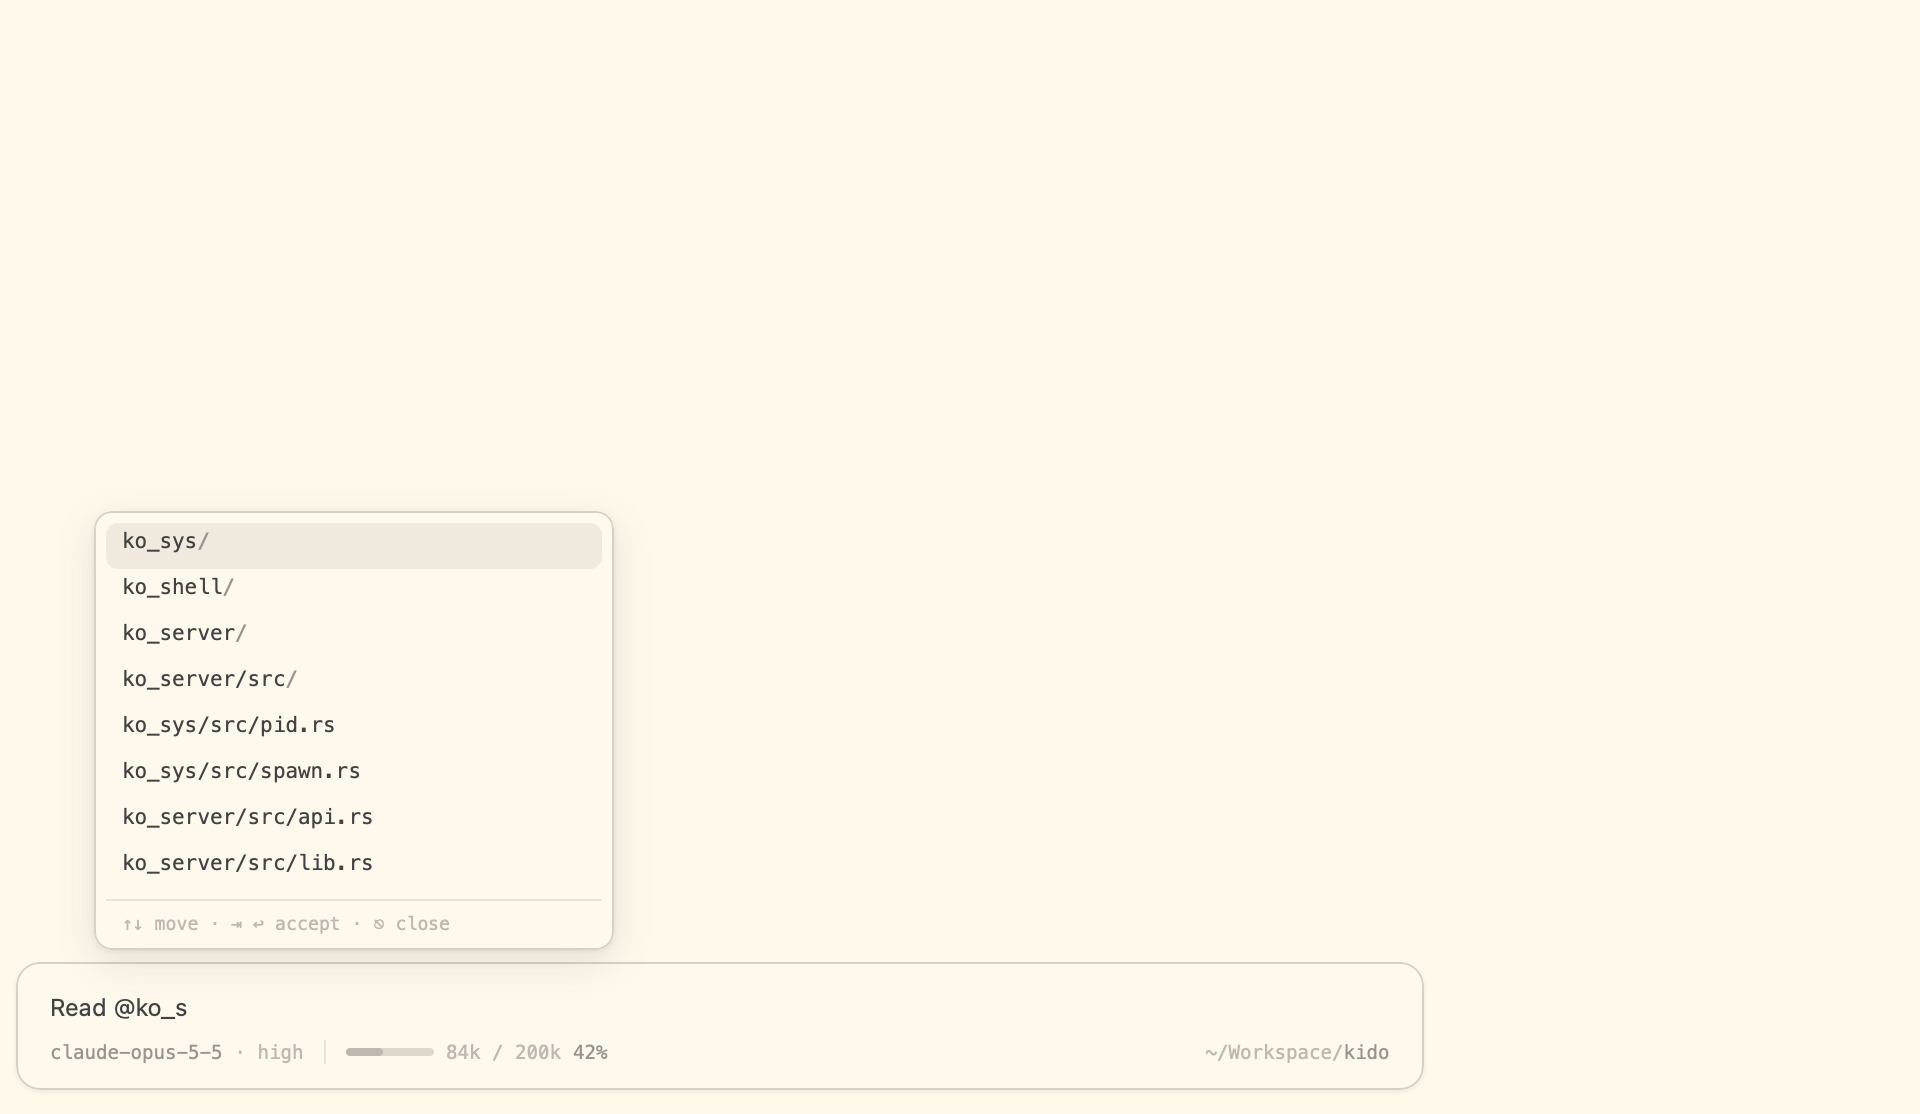 ko_sys/
ko_shell/
ko_server/
ko_server/src/
ko_sys/src/pid.rs
ko_sys/src/spawn.rs
ko_server/src/api.rs
ko_server/src/lib.rs
↑↓ move · ⇥ ↩ accept · ⎋ close
Read @ko_s
claude-opus-5-5 · high 84k / 200k 42% ~/Workspace/kido